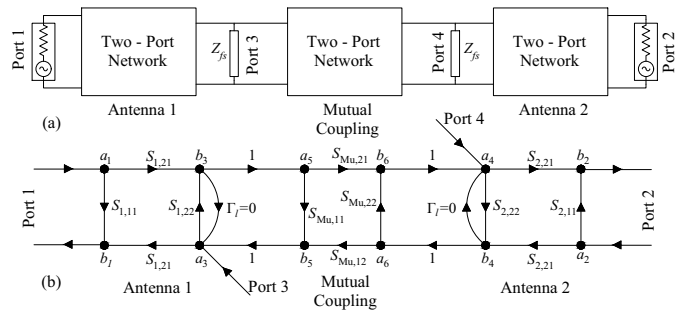 Port 1
Two - Port
Network
Z_fs
Port 3
Two - Port
Network
Port 4
Z_fs
Two - Port
Network
Port 2
Antenna 1
Mutual
Coupling
Antenna 2
(a)
Port 4
Port 1
a_1
S_1,21
b_3
1
a_5
S_Mu,21
b_6
1
a_4
S_2,21
b_2
Port 2
S_1,11
S_1,22
Γ_l=0
S_Mu,11
S_Mu,22
Γ_l=0
S_2,22
S_2,11
b_1
S_1,21
a_3
1
b_5
S_Mu,12
a_6
1
b_4
S_2,21
a_2
(b)
Antenna 1
Port 3
Mutual
Coupling
Antenna 2